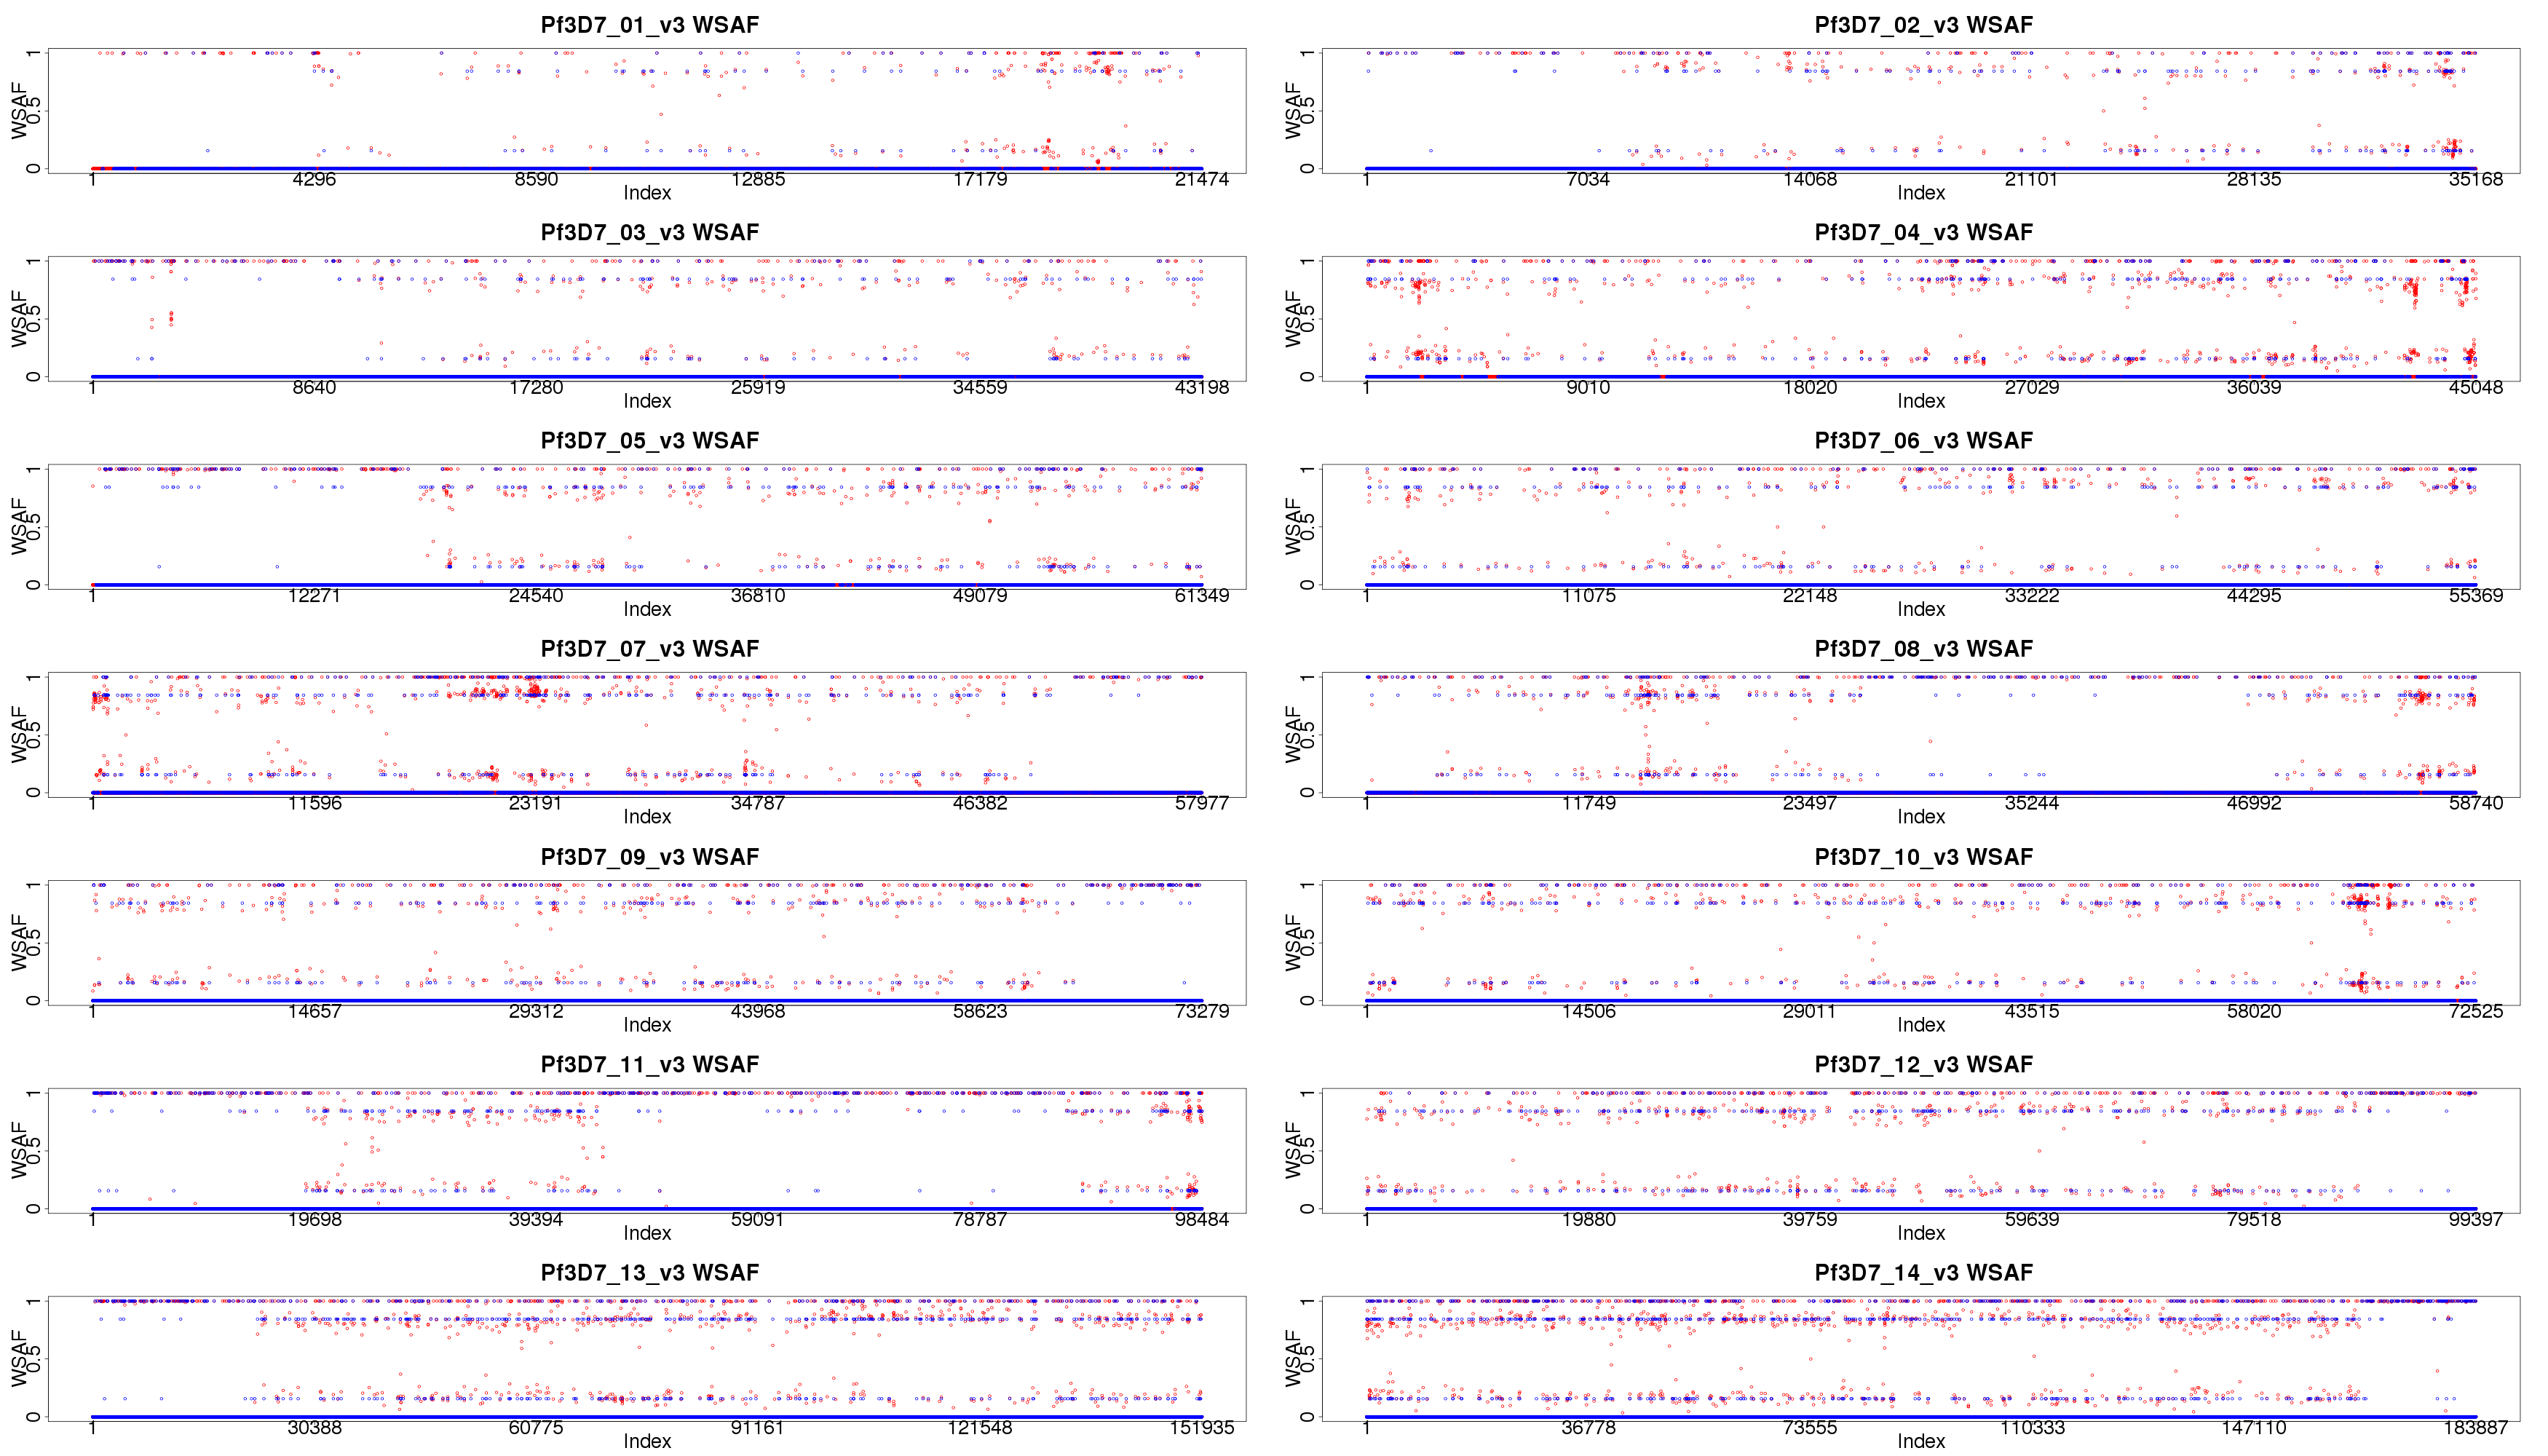 Pf3D7_01_v3 WSAF
WSAF
0 0.5 1
1 4296 8590 12885 17179 21474
Index
Pf3D7_02_v3 WSAF
WSAF
0 0.5 1
1 7034 14068 21101 28135 35168
Index
Pf3D7_03_v3 WSAF
WSAF
0 0.5 1
1 8640 17280 25919 34559 43198
Index
Pf3D7_04_v3 WSAF
WSAF
0 0.5 1
1 9010 18020 27029 36039 45048
Index
Pf3D7_05_v3 WSAF
WSAF
0 0.5 1
1 12271 24540 36810 49079 61349
Index
Pf3D7_06_v3 WSAF
WSAF
0 0.5 1
1 11075 22148 33222 44295 55369
Index
Pf3D7_07_v3 WSAF
WSAF
0 0.5 1
1 11596 23191 34787 46382 57977
Index
Pf3D7_08_v3 WSAF
WSAF
0 0.5 1
1 11749 23497 35244 46992 58740
Index
Pf3D7_09_v3 WSAF
WSAF
0 0.5 1
1 14657 29312 43968 58623 73279
Index
Pf3D7_10_v3 WSAF
WSAF
0 0.5 1
1 14506 29011 43515 58020 72525
Index
Pf3D7_11_v3 WSAF
WSAF
0 0.5 1
1 19698 39394 59091 78787 98484
Index
Pf3D7_12_v3 WSAF
WSAF
0 0.5 1
1 19880 39759 59639 79518 99397
Index
Pf3D7_13_v3 WSAF
WSAF
0 0.5 1
1 30388 60775 91161 121548 151935
Index
Pf3D7_14_v3 WSAF
WSAF
0 0.5 1
1 36778 73555 110333 147110 183887
Index